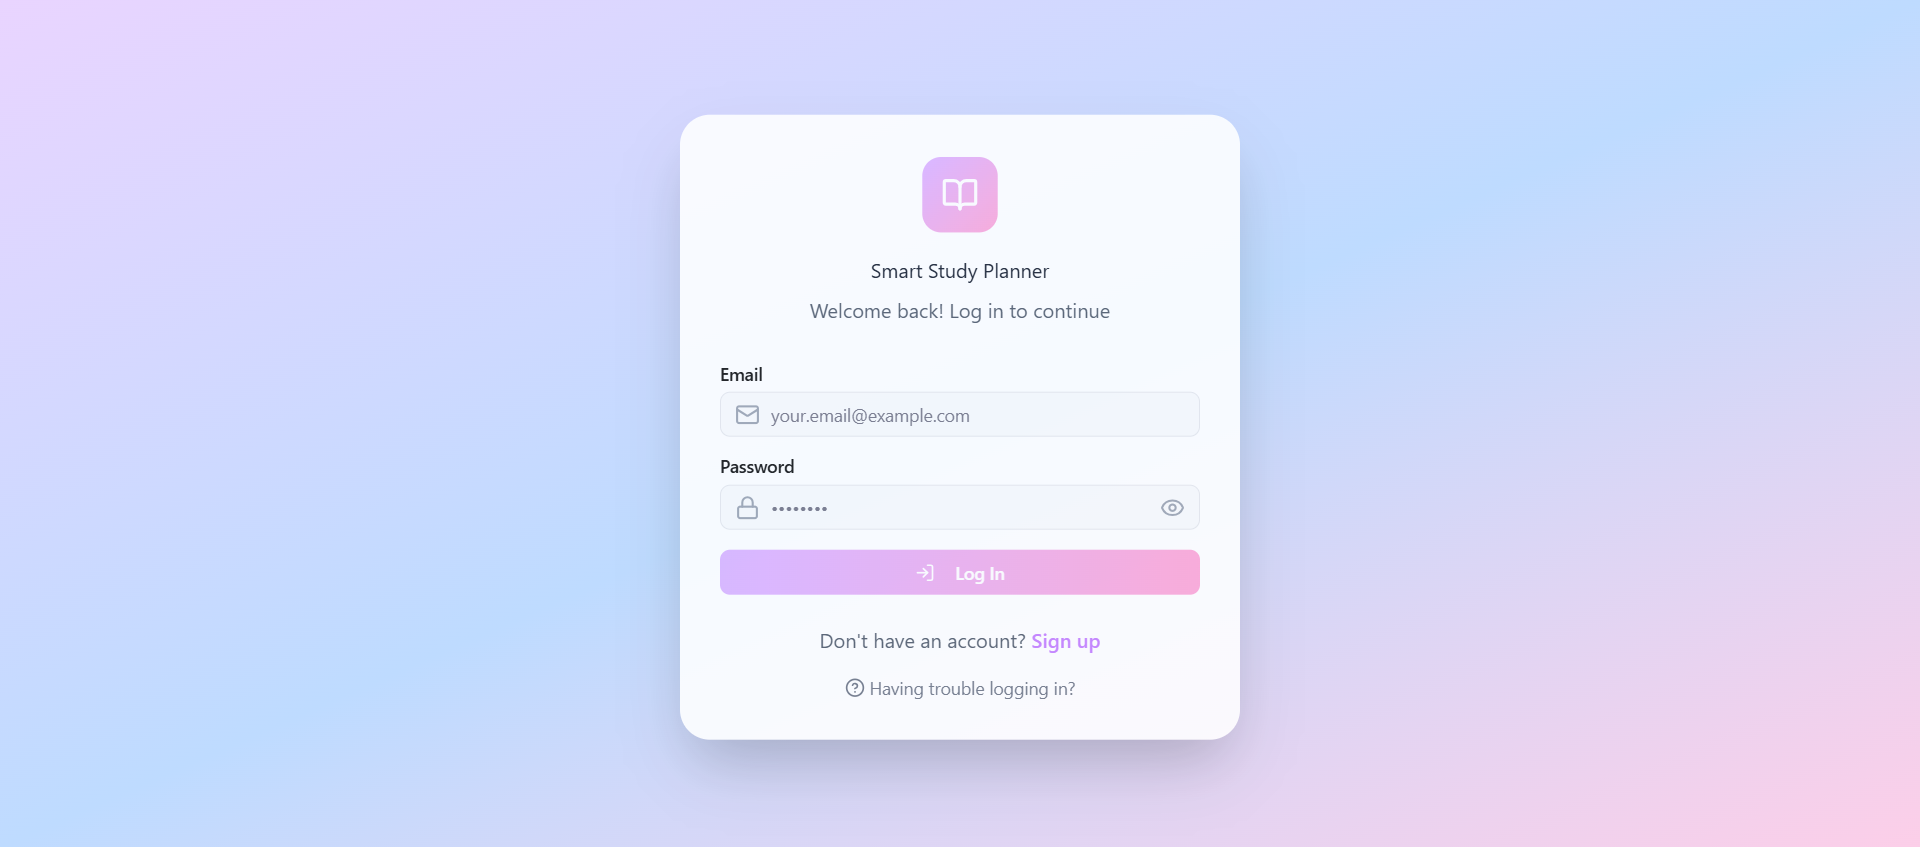 Smart Study Planner
Welcome back! Log in to continue
Email
your.email@example.com
Password
••••••••
Log In
Don't have an account? Sign up
Having trouble logging in?